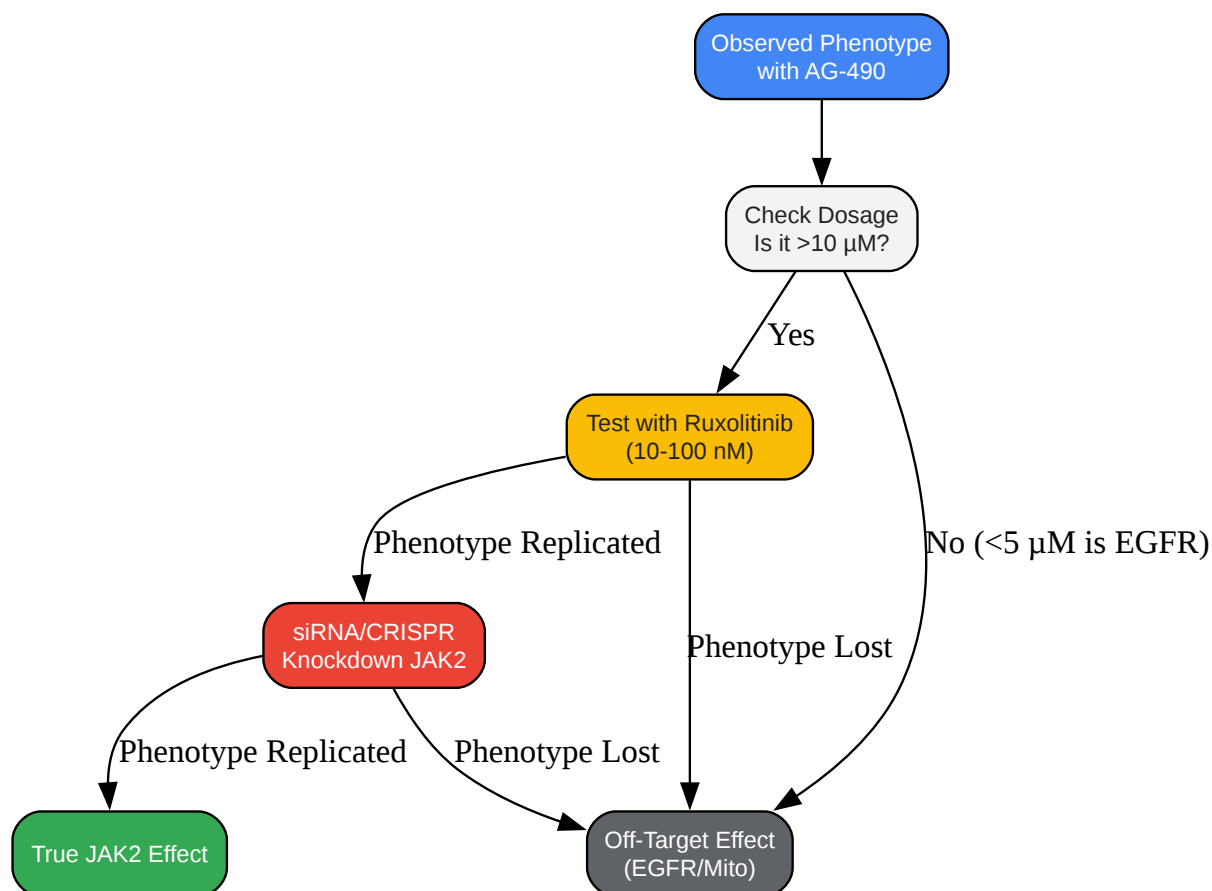 Observed Phenotype
with AG-490
Check Dosage
Is it >10 µM?
Yes
Test with Ruxolitinib
(10-100 nM)
Phenotype Replicated
No (<5 µM is EGFR)
siRNA/CRISPR
Knockdown JAK2
Phenotype Lost
Phenotype Replicated
Phenotype Lost
True JAK2 Effect
Off-Target Effect
(EGFR/Mito)